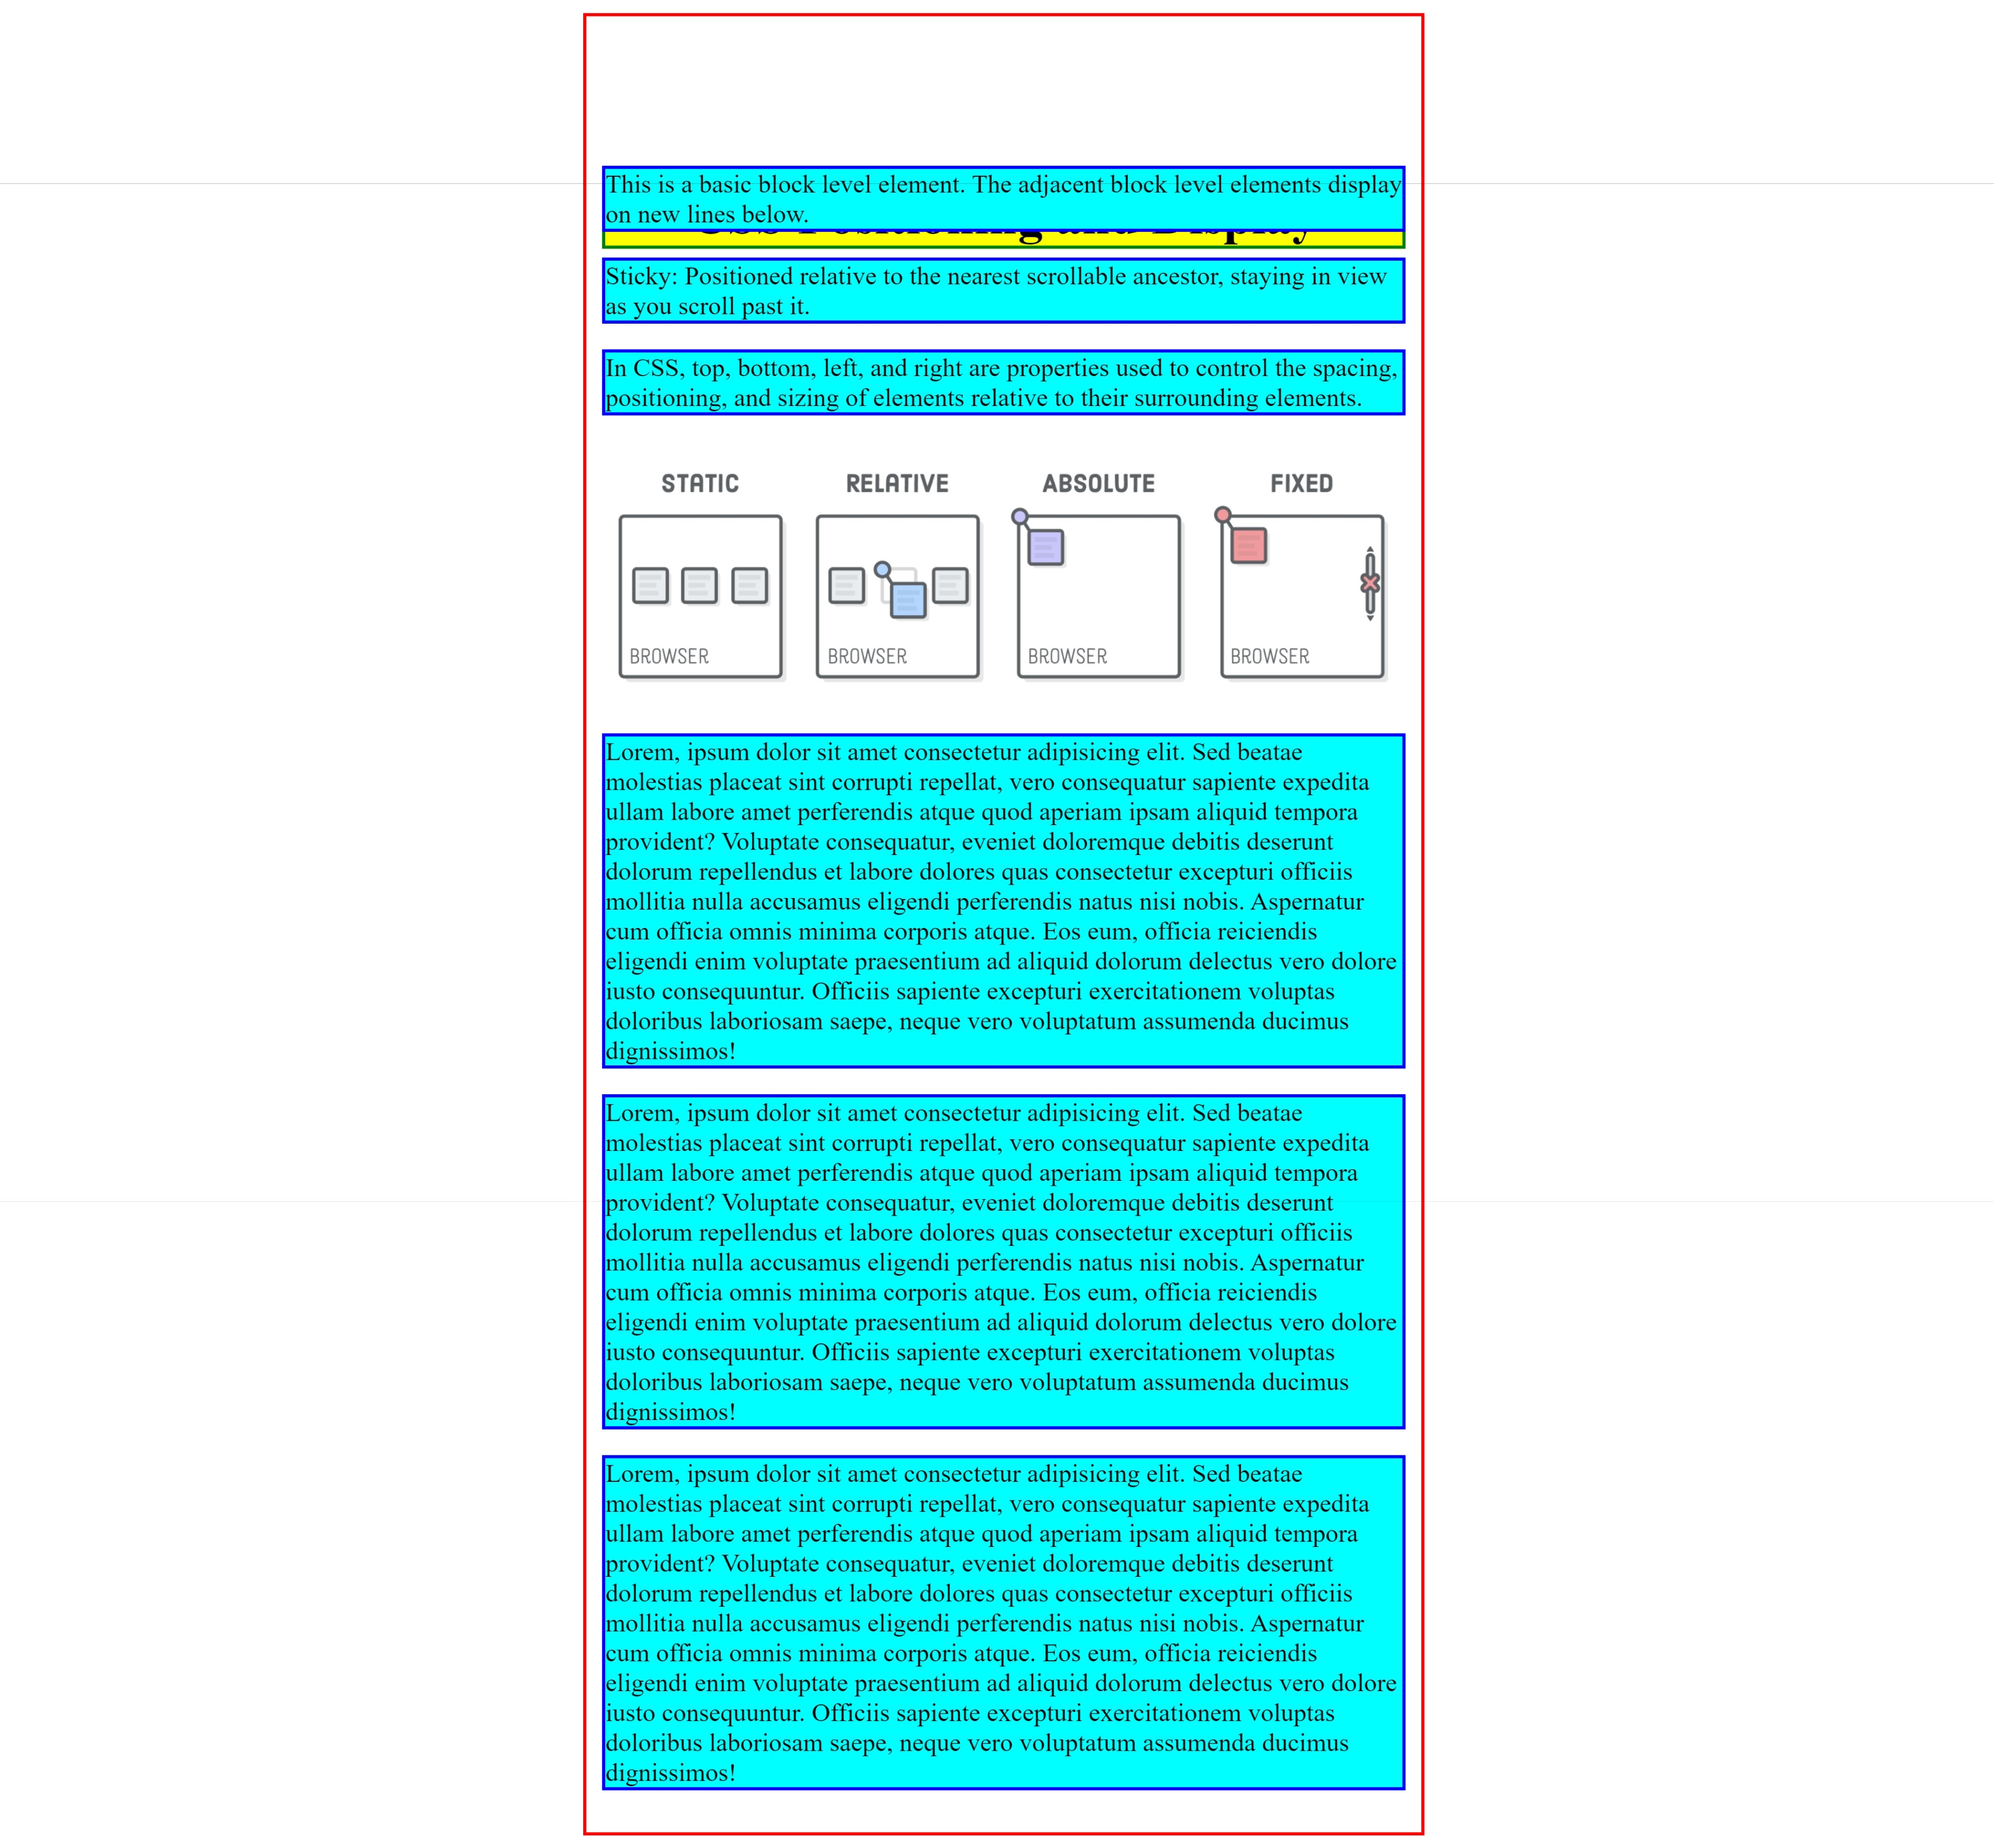 This is a basic block level element. The adjacent block level elements display
on new lines below.
CSS Positioning and Display
Sticky: Positioned relative to the nearest scrollable ancestor, staying in view
as you scroll past it.
In CSS, top, bottom, left, and right are properties used to control the spacing,
positioning, and sizing of elements relative to their surrounding elements.
STATIC RELATIVE ABSOLUTE FIXED
BROWSER BROWSER BROWSER BROWSER
Lorem, ipsum dolor sit amet consectetur adipisicing elit. Sed beatae
molestias placeat sint corrupti repellat, vero consequatur sapiente expedita
ullam labore amet perferendis atque quod aperiam ipsam aliquid tempora
provident? Voluptate consequatur, eveniet doloremque debitis deserunt
dolorum repellendus et labore dolores quas consectetur excepturi officiis
mollitia nulla accusamus eligendi perferendis natus nisi nobis. Aspernatur
cum officia omnis minima corporis atque. Eos eum, officia reiciendis
eligendi enim voluptate praesentium ad aliquid dolorum delectus vero dolore
iusto consequuntur. Officiis sapiente excepturi exercitationem voluptas
doloribus laboriosam saepe, neque vero voluptatum assumenda ducimus
dignissimos!
Lorem, ipsum dolor sit amet consectetur adipisicing elit. Sed beatae
molestias placeat sint corrupti repellat, vero consequatur sapiente expedita
ullam labore amet perferendis atque quod aperiam ipsam aliquid tempora
provident? Voluptate consequatur, eveniet doloremque debitis deserunt
dolorum repellendus et labore dolores quas consectetur excepturi officiis
mollitia nulla accusamus eligendi perferendis natus nisi nobis. Aspernatur
cum officia omnis minima corporis atque. Eos eum, officia reiciendis
eligendi enim voluptate praesentium ad aliquid dolorum delectus vero dolore
iusto consequuntur. Officiis sapiente excepturi exercitationem voluptas
doloribus laboriosam saepe, neque vero voluptatum assumenda ducimus
dignissimos!
Lorem, ipsum dolor sit amet consectetur adipisicing elit. Sed beatae
molestias placeat sint corrupti repellat, vero consequatur sapiente expedita
ullam labore amet perferendis atque quod aperiam ipsam aliquid tempora
provident? Voluptate consequatur, eveniet doloremque debitis deserunt
dolorum repellendus et labore dolores quas consectetur excepturi officiis
mollitia nulla accusamus eligendi perferendis natus nisi nobis. Aspernatur
cum officia omnis minima corporis atque. Eos eum, officia reiciendis
eligendi enim voluptate praesentium ad aliquid dolorum delectus vero dolore
iusto consequuntur. Officiis sapiente excepturi exercitationem voluptas
doloribus laboriosam saepe, neque vero voluptatum assumenda ducimus
dignissimos!